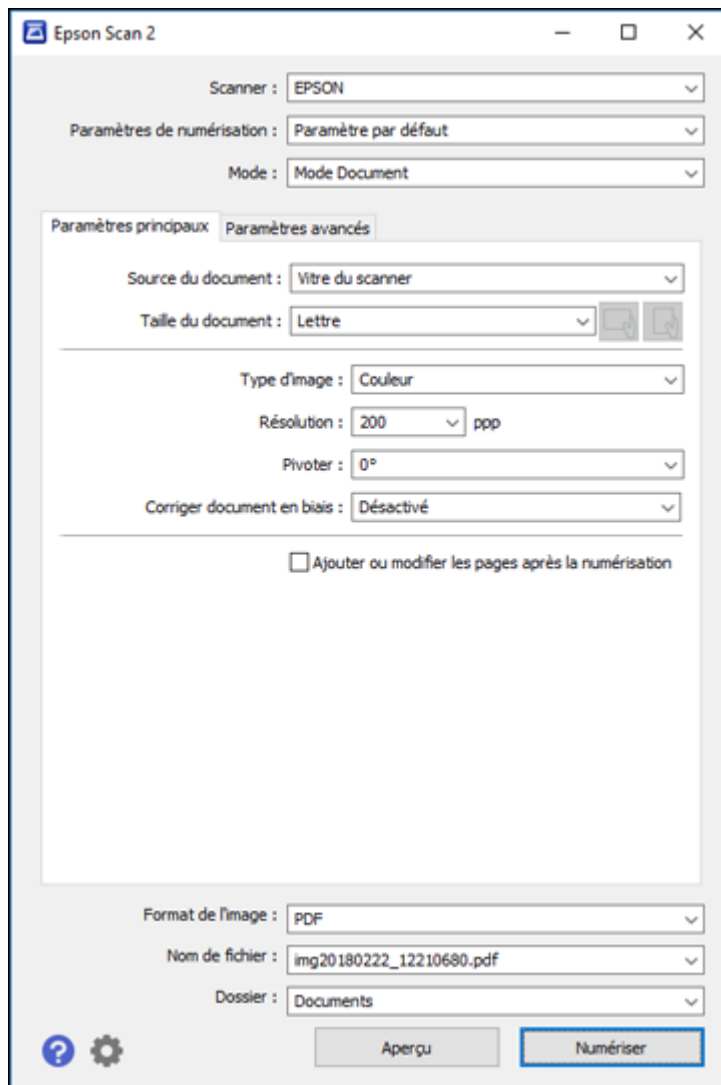 Epson Scan 2
Scanner : EPSON
Paramètres de numérisation : Paramètre par défaut
Mode : Mode Document
Paramètres principaux Paramètres avancés
Source du document : Vitre du scanner
Taille du document : Lettre
Type d'image : Couleur
Résolution : 200 ppp
Pivoter : 0°
Corriger document en biais : Désactivé
Ajouter ou modifier les pages après la numérisation
Format de l'image : PDF
Nom de fichier : img20180222_12210680.pdf
Dossier : Documents
? Aperçu Numériser